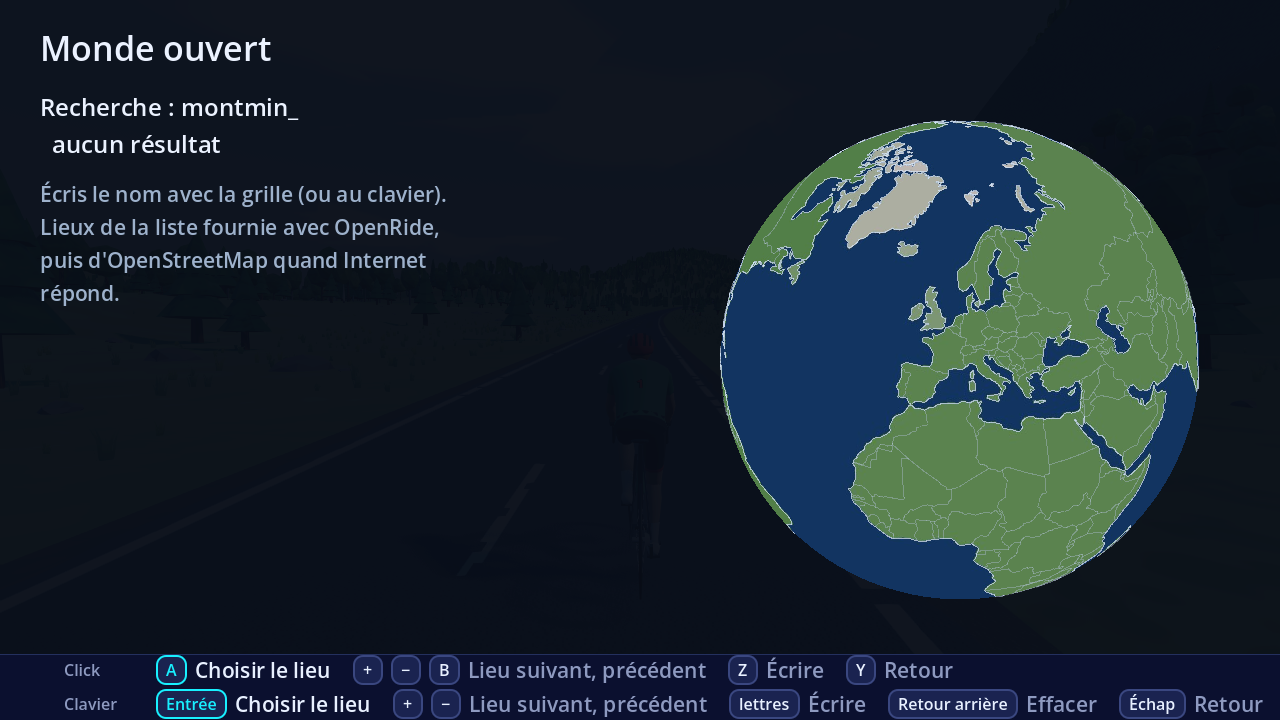 Monde ouvert
Recherche : montmin_
aucun résultat
Écris le nom avec la grille (ou au clavier).
Lieux de la liste fournie avec OpenRide,
puis d'OpenStreetMap quand Internet
répond.
Click A Choisir le lieu + − B Lieu suivant, précédent Z Écrire Y Retour
Clavier Entrée Choisir le lieu + − Lieu suivant, précédent lettres Écrire Retour arrière Effacer Échap Retour